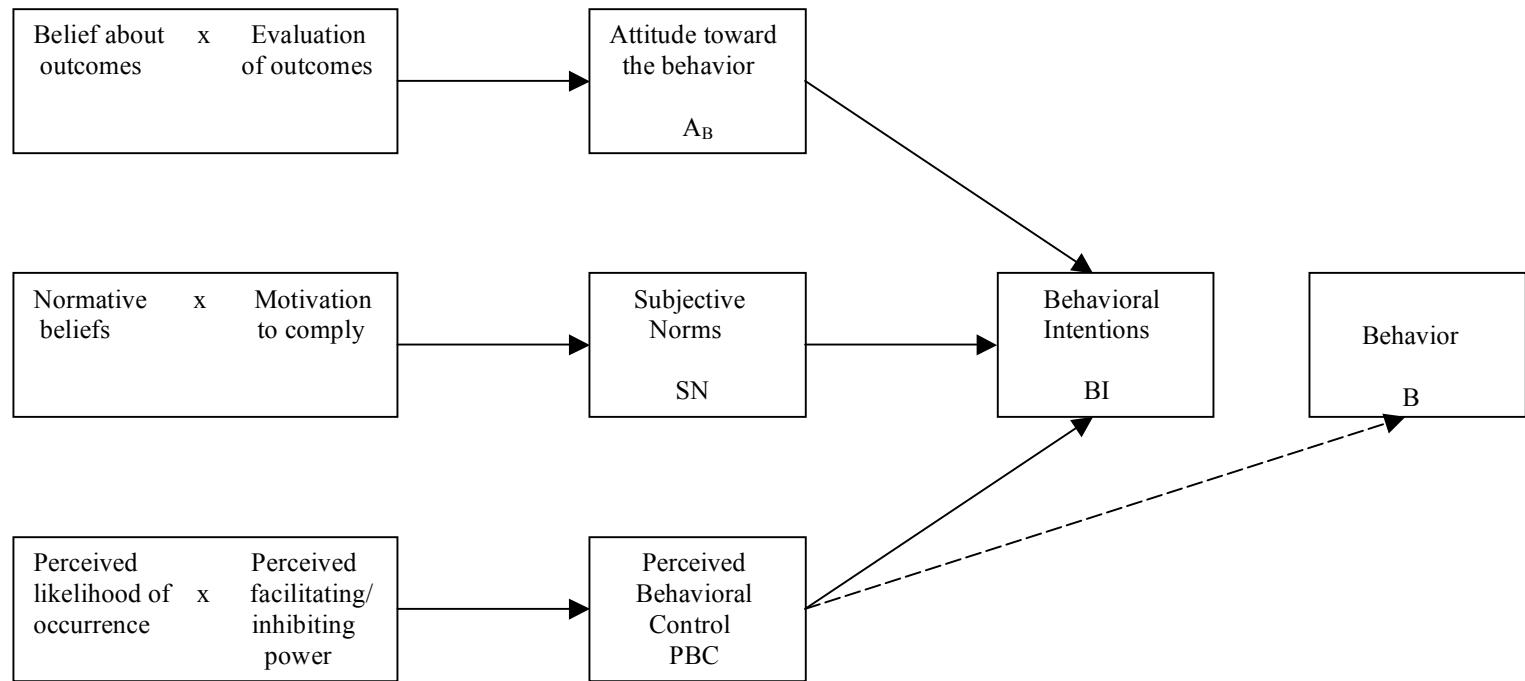 Belief about x Evaluation
outcomes of outcomes
Attitude toward
the behavior
A_B
Normative x Motivation
beliefs to comply
Subjective
Norms
SN
Behavioral
Intentions
BI
Behavior
B
Perceived Perceived
likelihood of x facilitating/
occurrence inhibiting
power
Perceived
Behavioral
Control
PBC